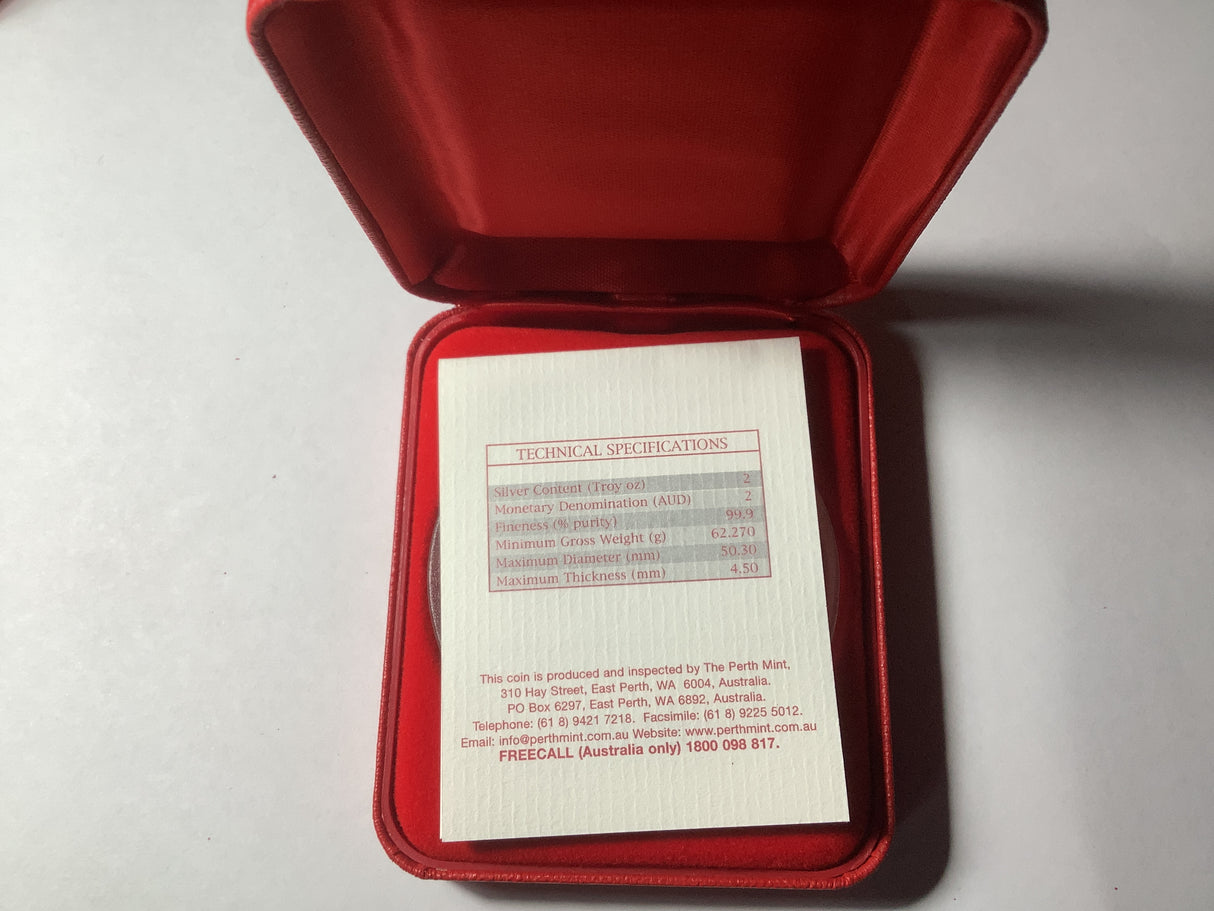 TECHNICAL SPECIFICATIONS
Silver Content (Troy oz) 2
Monetary Denomination (AUD) 2
Fineness (% purity) 99.9
Minimum Gross Weight (g) 62.270
Maximum Diameter (mm) 50.30
Maximum Thickness (mm) 4.50
This coin is produced and inspected by The Perth Mint,
310 Hay Street, East Perth, WA 6004, Australia.
PO Box 6297, East Perth, WA 6892, Australia.
Telephone: (61 8) 9421 7218. Facsimile: (61 8) 9225 5012.
Email: info@perthmint.com.au Website: www.perthmint.com.au
FREECALL (Australia only) 1800 098 817.